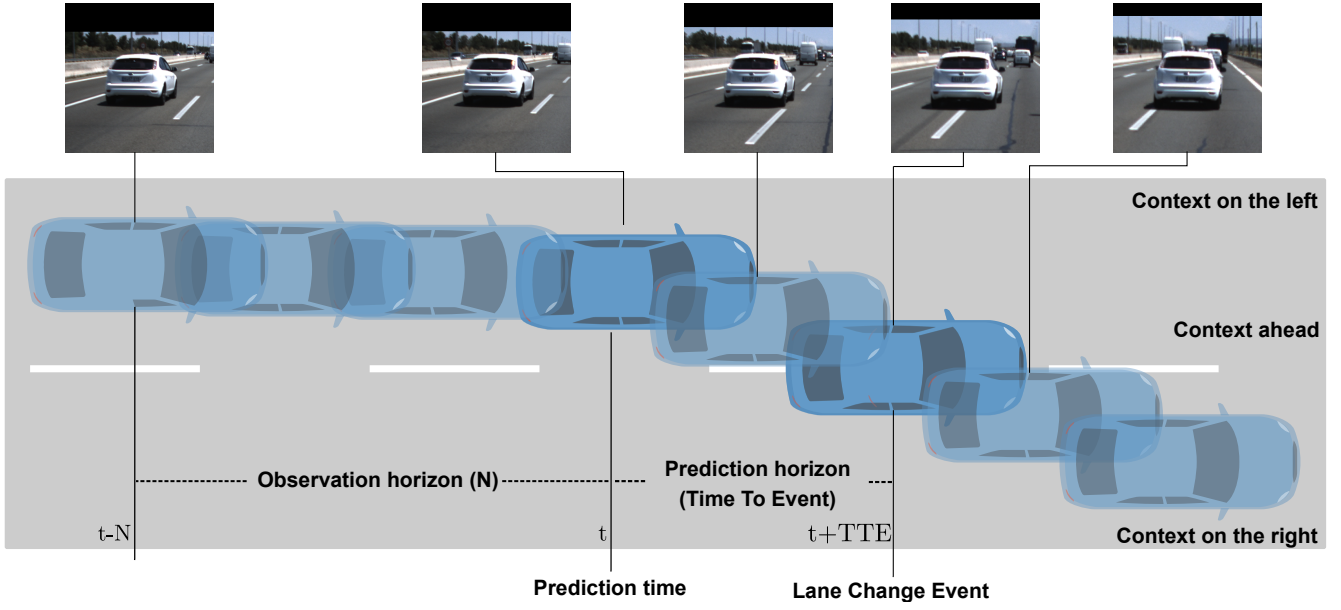 Context on the left
Context ahead
Observation horizon (N)
Prediction horizon
(Time To Event)
t-N
t
t+TTE
Context on the right
Prediction time
Lane Change Event